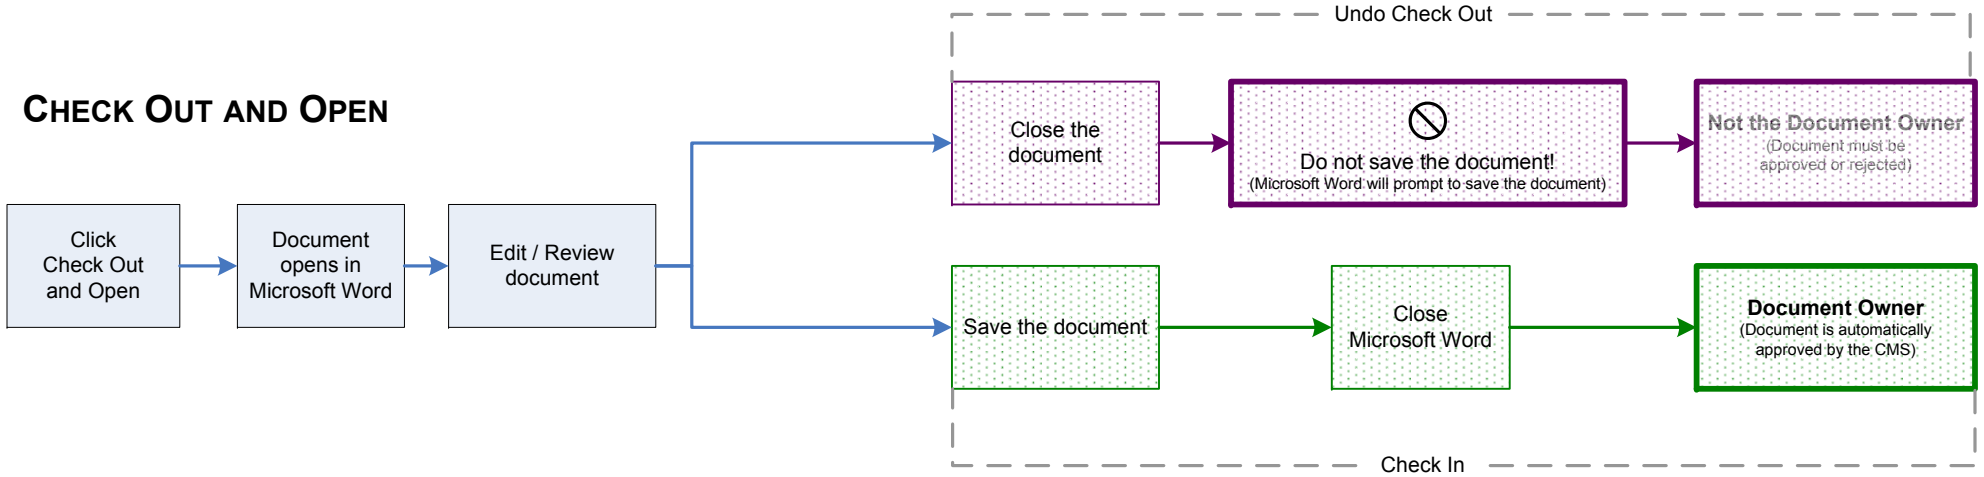 Undo Check Out
CHECK OUT AND OPEN
Close the
document
Do not save the document!
(Microsoft Word will prompt to save the document)
Not the Document Owner
(Document must be
approved or rejected)
Click
Check Out
and Open
Document
opens in
Microsoft Word
Edit / Review
document
Save the document
Close
Microsoft Word
Document Owner
(Document is automatically
approved by the CMS)
Check In